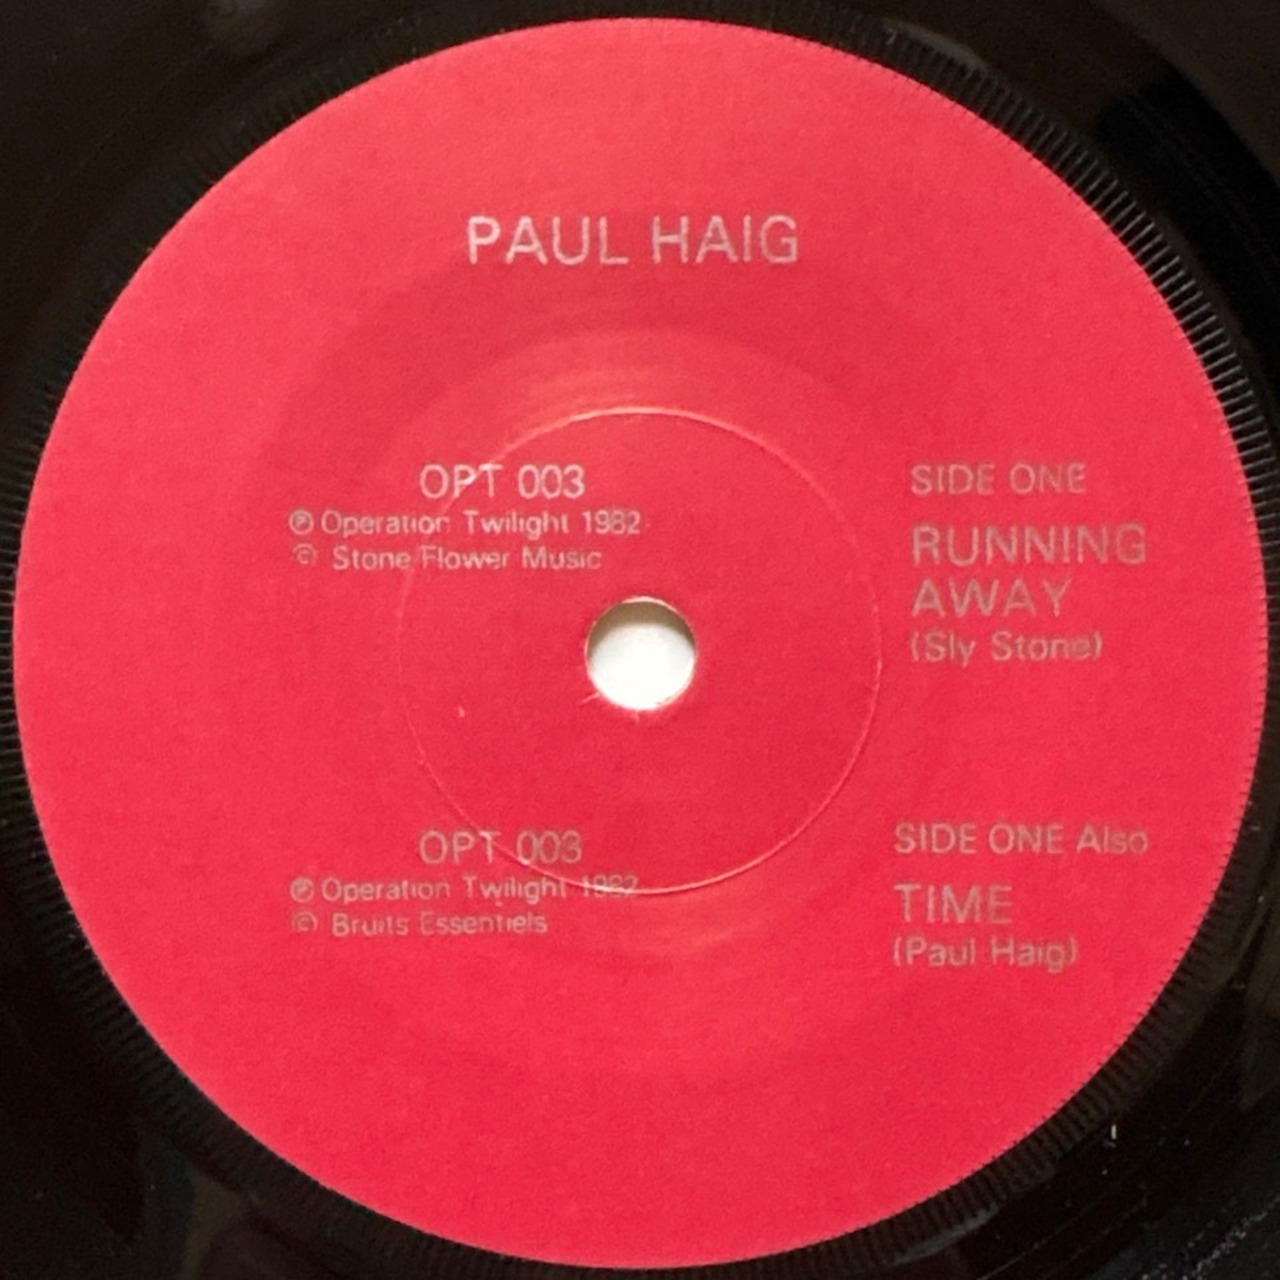 PAUL HAIG
OPT 003
℗ Operation Twilight 1982
© Stone Flower Music
SIDE ONE
RUNNING
AWAY
(Sly Stone)
OPT 003
℗ Operation Twilight 1982
© Bruits Essentiels
SIDE ONE Also
TIME
(Paul Haig)